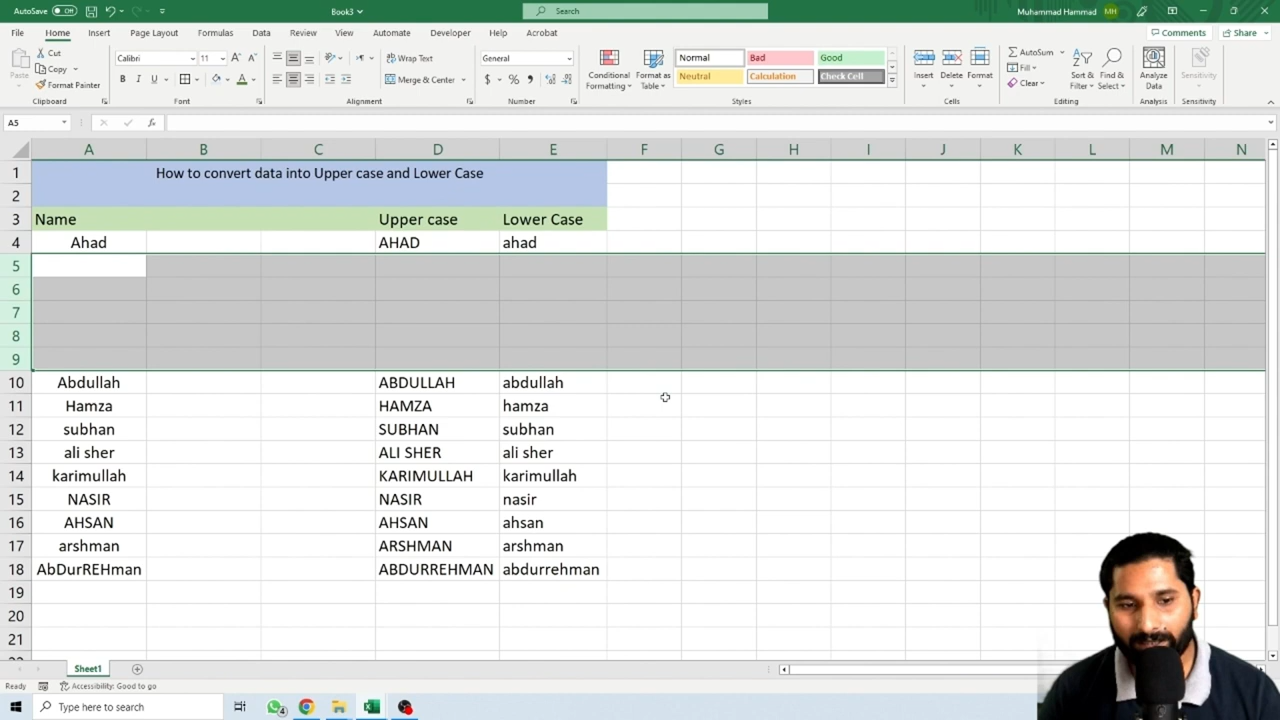 AutoSave Off Book3 Search Muhammad Hammad MH
File Home Insert Page Layout Formulas Data Review View Automate Developer Help Acrobat Comments Share
Paste Cut Copy Format Painter Calibri 11 A A B I U A Wrap Text Merge & Center General $ % , Conditional Formatting Format as Table Normal Bad Good Neutral Calculation Check Cell Insert Delete Format AutoSum Fill Clear Sort & Filter Find & Select Analyze Data Sensitivity
Clipboard Font Alignment Number Styles Cells Editing Analysis Sensitivity
A5 fx
A B C D E F G H I J K L M N
1 How to convert data into Upper case and Lower Case
2
3 Name Upper case Lower Case
4 Ahad AHAD ahad
5
6
7
8
9
10 Abdullah ABDULLAH abdullah
11 Hamza HAMZA hamza
12 subhan SUBHAN subhan
13 ali sher ALI SHER ali sher
14 karimullah KARIMULLAH karimullah
15 NASIR NASIR nasir
16 AHSAN AHSAN ahsan
17 arshman ARSHMAN arshman
18 AbDurREHman ABDURREHMAN abdurrehman
19
20
21
Sheet1
Ready Accessibility: Good to go
Type here to search 4